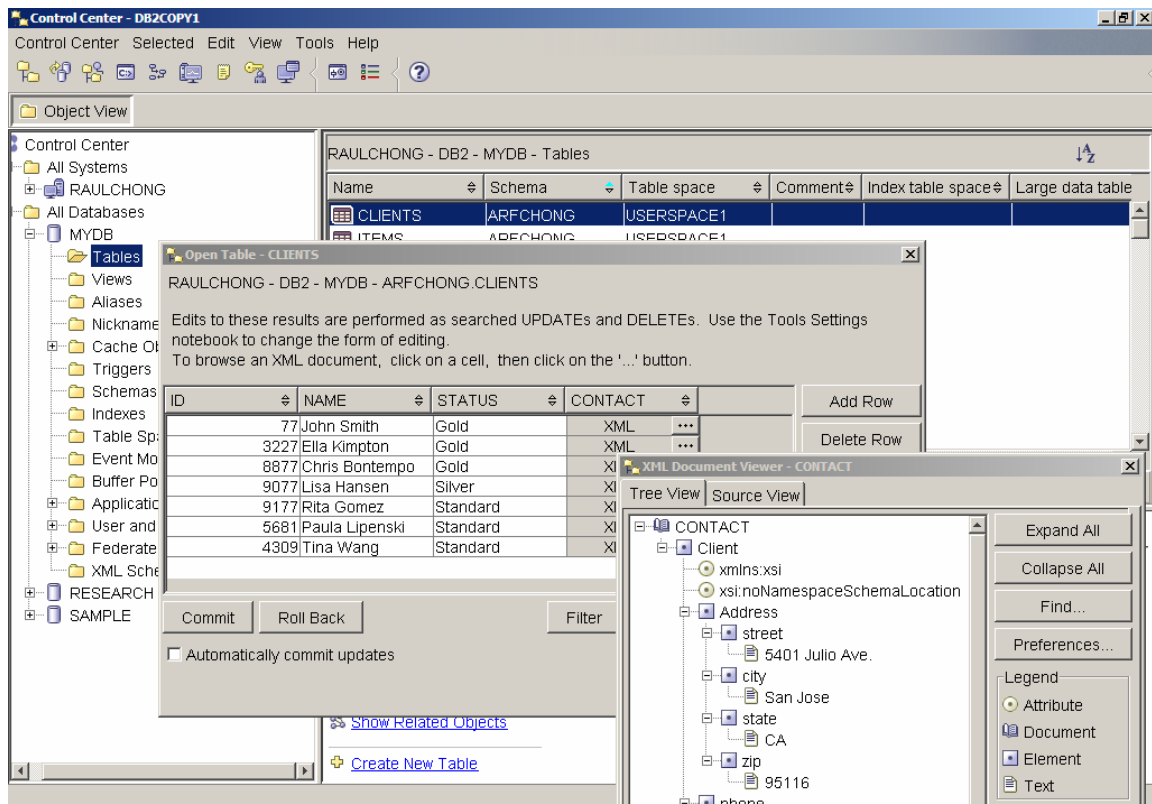 Control Center - DB2COPY1
Control Center Selected Edit View Tools Help
Object View
Control Center
All Systems
RAULCHONG
All Databases
MYDB
Tables
Views
Aliases
Nickname
Cache Ob
Triggers
Schemas
Indexes
Table Sp
Event Mo
Buffer Po
Applicatio
User and
Federate
XML Sche
RESEARCH
SAMPLE
RAULCHONG - DB2 - MYDB - Tables
Name Schema Table space Comment Index table space Large data table
CLIENTS ARFCHONG USERSPACE1
ITEMS ARFCHONG USERSPACE1
Open Table - CLIENTS
RAULCHONG - DB2 - MYDB - ARFCHONG.CLIENTS
Edits to these results are performed as searched UPDATEs and DELETEs. Use the Tools Settings
notebook to change the form of editing.
To browse an XML document, click on a cell, then click on the '...' button.
ID NAME STATUS CONTACT
77 John Smith Gold XML ...
3227 Ella Kimpton Gold XML ...
8877 Chris Bontempo Gold
9077 Lisa Hansen Silver
9177 Rita Gomez Standard
5681 Paula Lipenski Standard
4309 Tina Wang Standard
Add Row
Delete Row
Commit Roll Back Filter
Automatically commit updates
Show Related Objects
Create New Table
XML Document Viewer - CONTACT
Tree View Source View
CONTACT
Client
xmlns:xsi
xsi:noNamespaceSchemaLocation
Address
street
5401 Julio Ave.
city
San Jose
state
CA
zip
95116
phone
Expand All
Collapse All
Find...
Preferences...
Legend
Attribute
Document
Element
Text